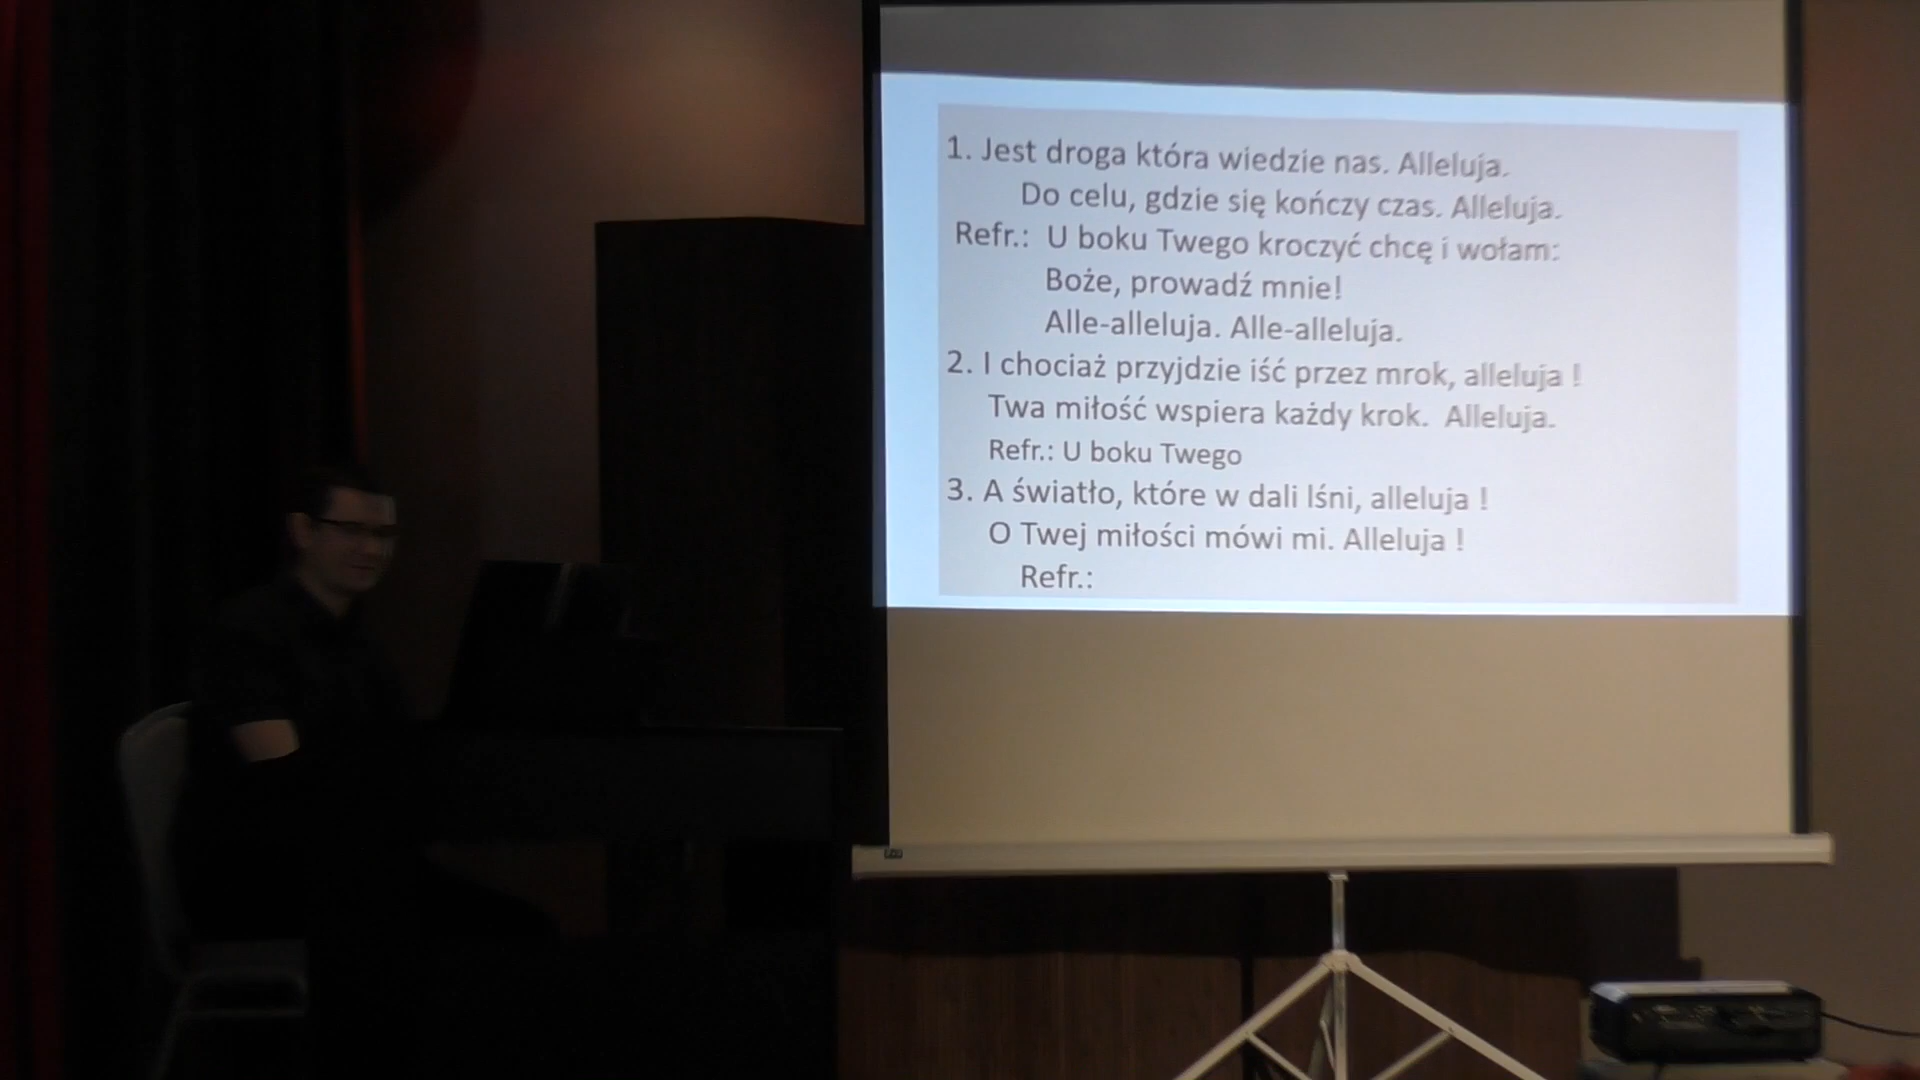 1. Jest droga która wiedzie nas. Alleluja.
Do celu, gdzie się kończy czas. Alleluja.
Refr.: U boku Twego kroczyć chcę i wołam:
Boże, prowadź mnie!
Alle-alleluja. Alle-alleluja.
2. I chociaż przyjdzie iść przez mrok, alleluja !
Twa miłość wspiera każdy krok. Alleluja.
Refr.: U boku Twego
3. A światło, które w dali lśni, alleluja !
O Twej miłości mówi mi. Alleluja !
Refr.: